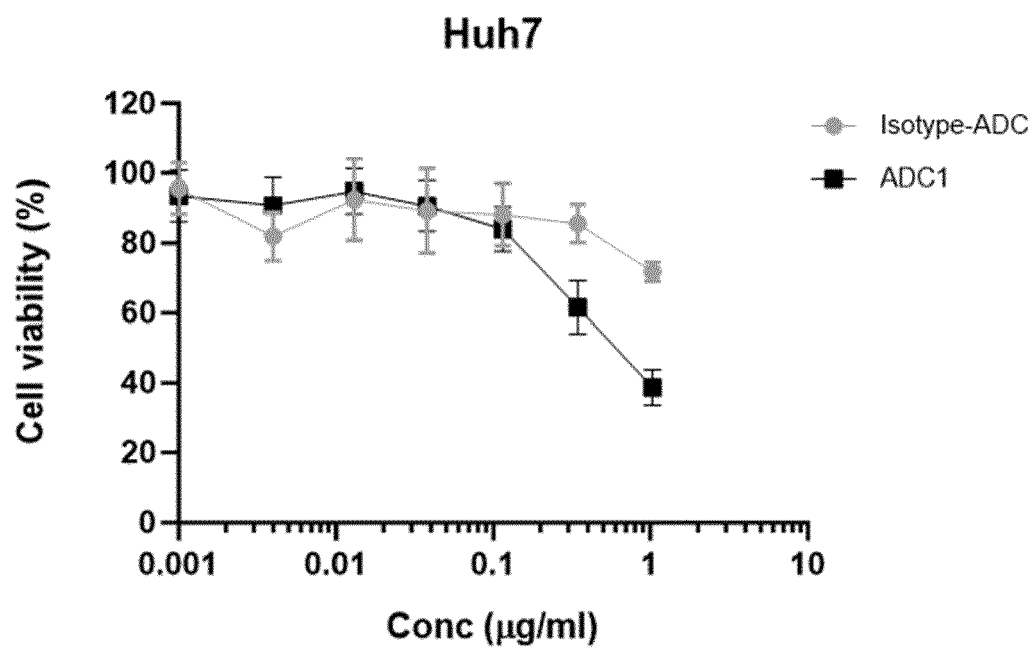 Huh7
120
100
80
60
40
20
0
Cell viability (%)
0.001 0.01 0.1 1 10
Conc (µg/ml)
Isotype-ADC
ADC1